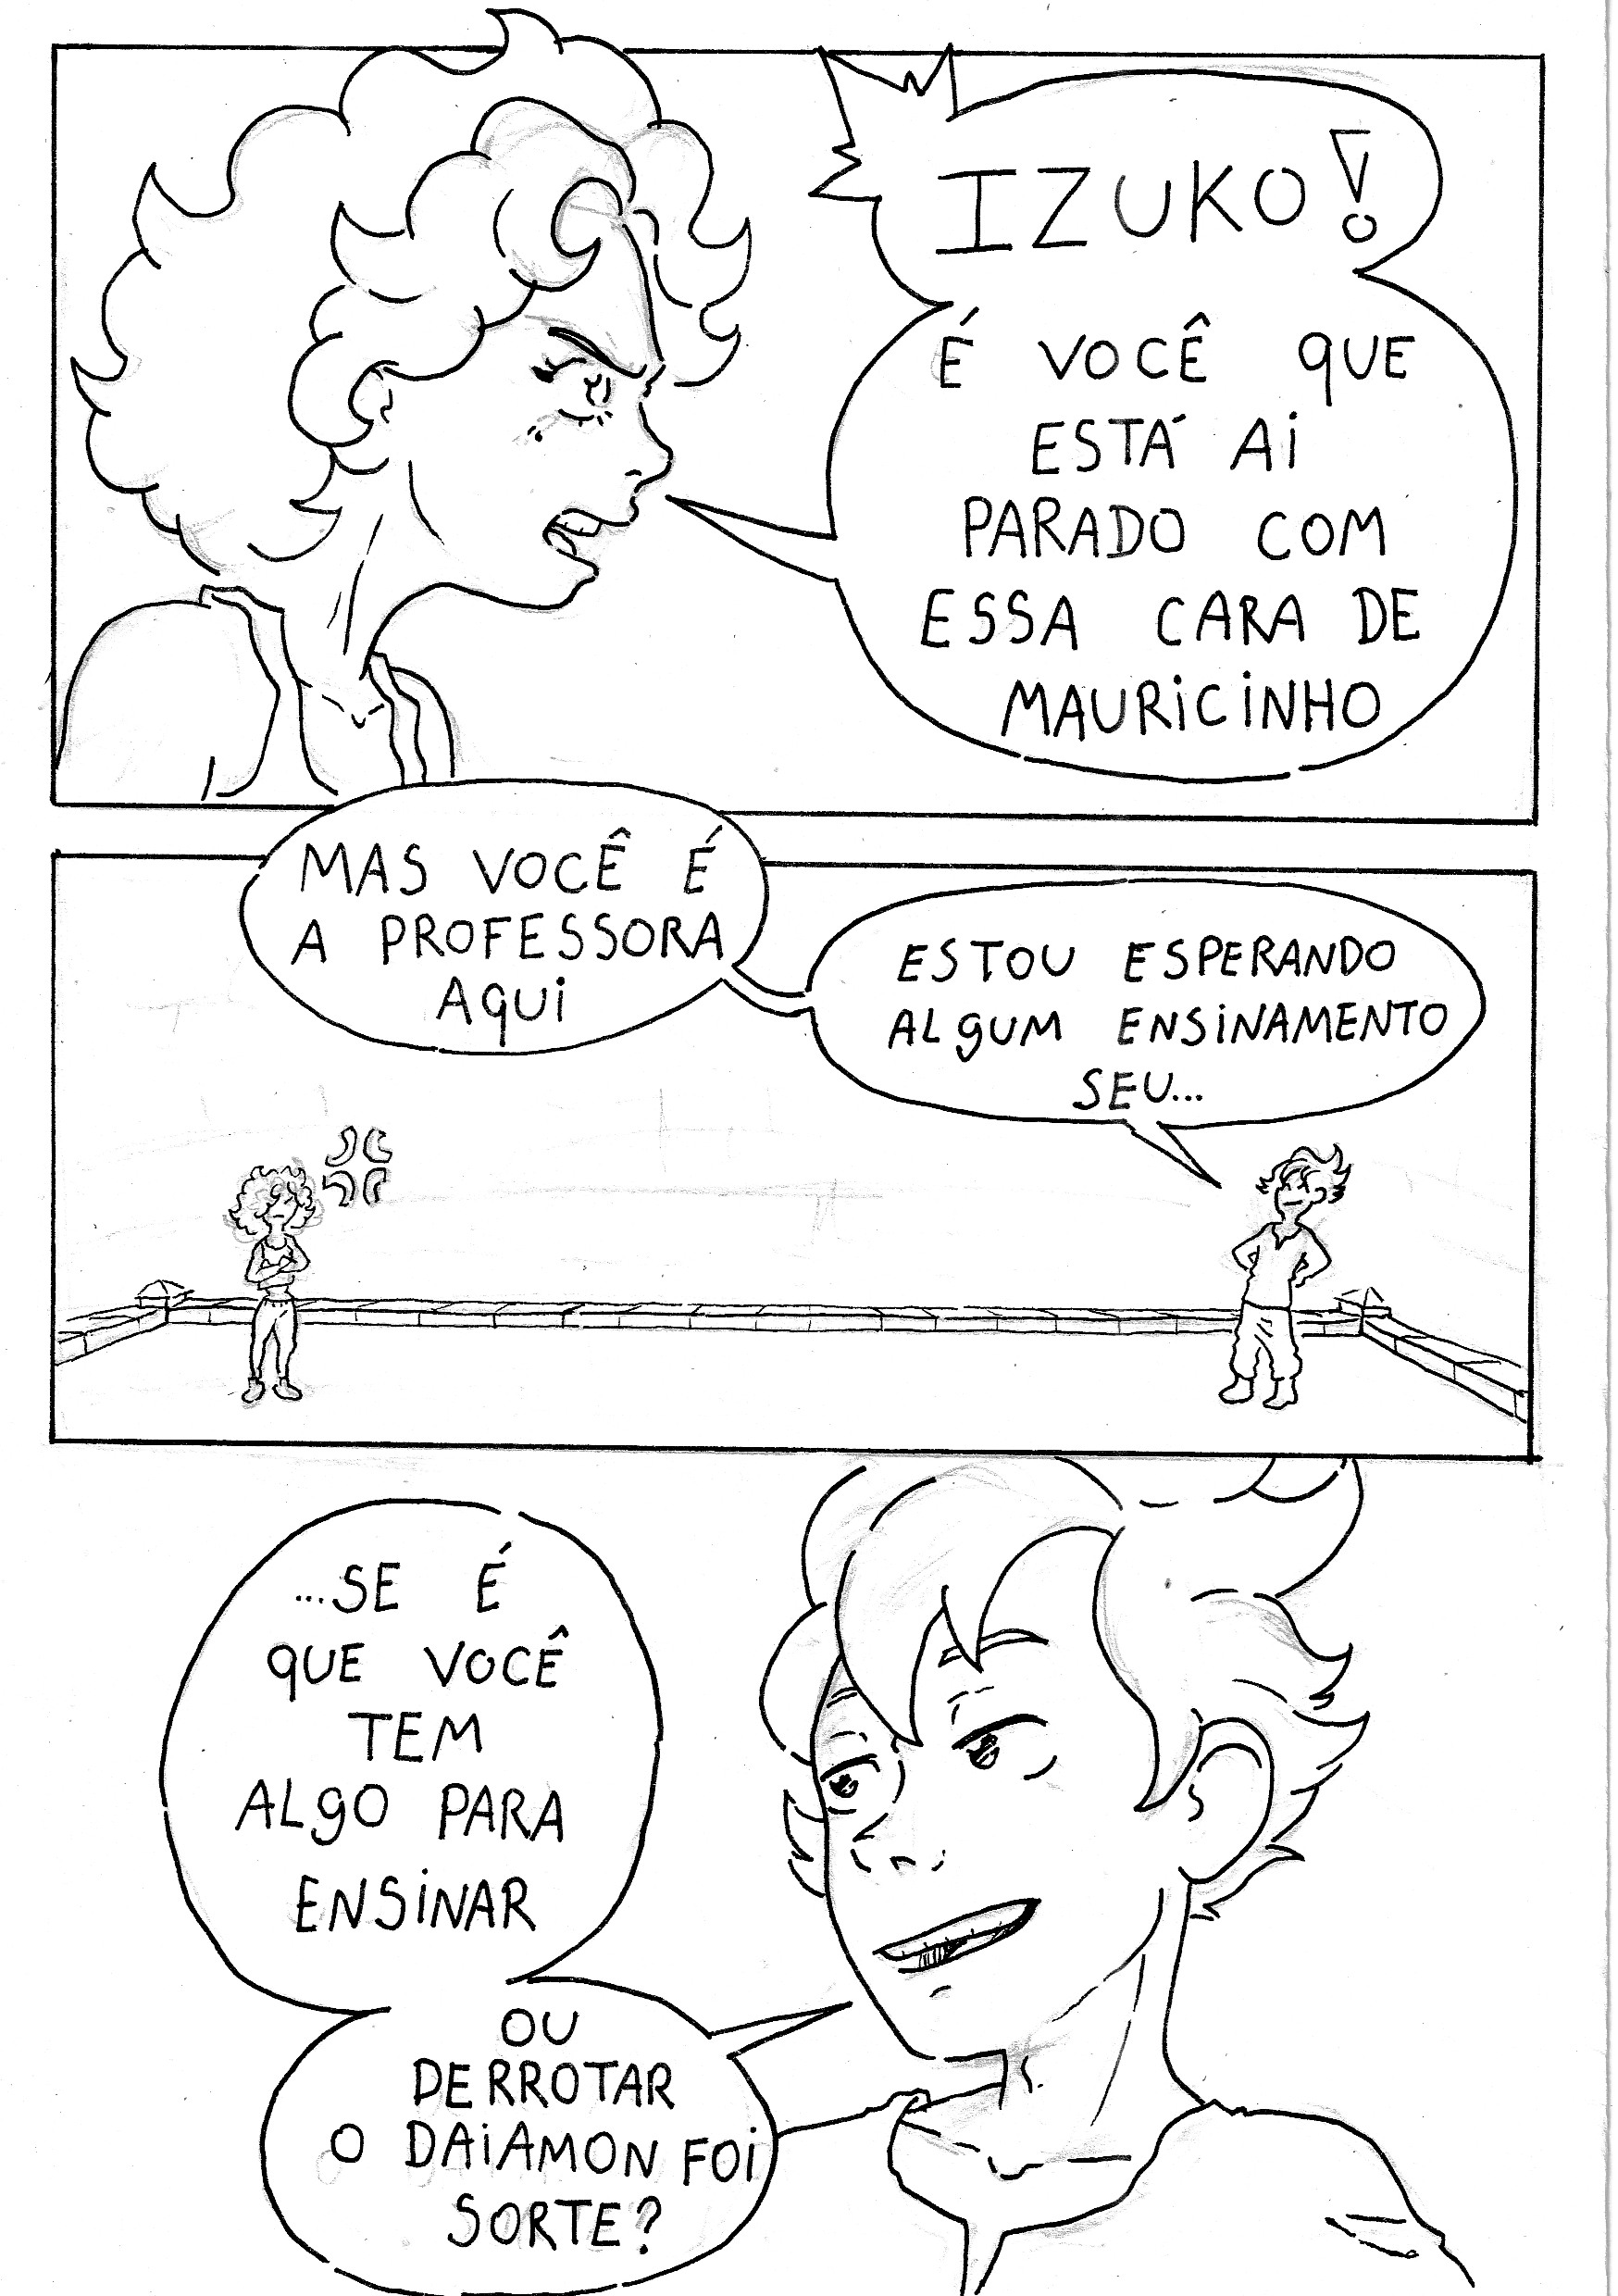 IZUKO!
É VOCÊ QUE
ESTÁ AI
PARADO COM
ESSA CARA DE
MAURICINHO
MAS VOCÊ É
A PROFESSORA
AQUI
ESTOU ESPERANDO
ALGUM ENSINAMENTO
SEU...
...SE É
QUE VOCÊ
TEM
ALGO PARA
ENSINAR
OU
DERROTAR
O DAIAMON FOI
SORTE?